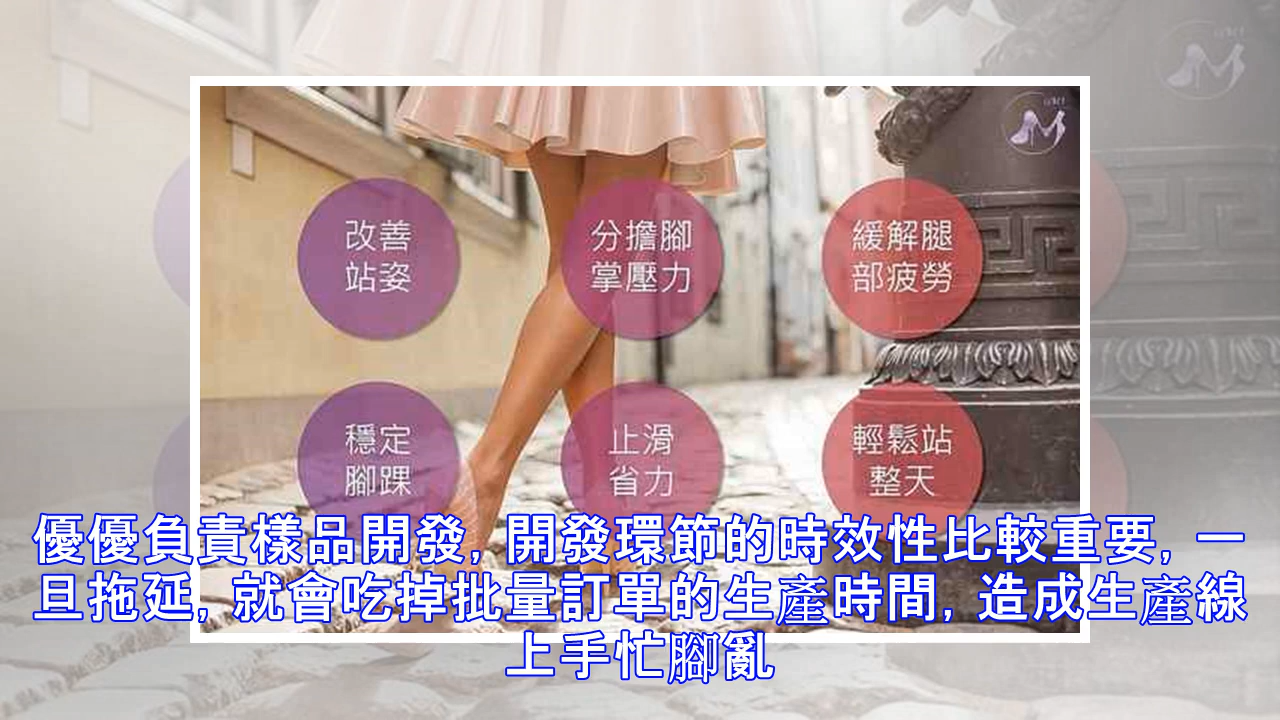 改善
站姿
分擔腳
掌壓力
緩解腿
部疲勞
穩定
腳踝
止滑
省力
輕鬆站
整天
優優負責樣品開發, 開發環節的時效性比較重要, 一
旦拖延, 就會吃掉批量訂單的生產時間, 造成生產線
上手忙腳亂